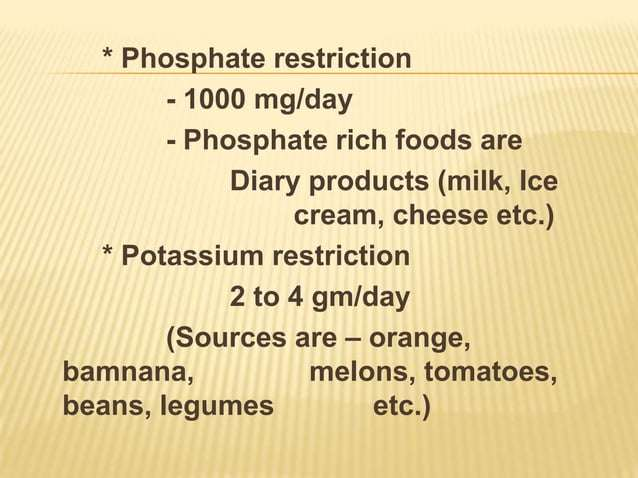 * Phosphate restriction
- 1000 mg/day
- Phosphate rich foods are
Diary products (milk, Ice
cream, cheese etc.)
* Potassium restriction
2 to 4 gm/day
(Sources are – orange,
bamnana, melons, tomatoes,
beans, legumes etc.)